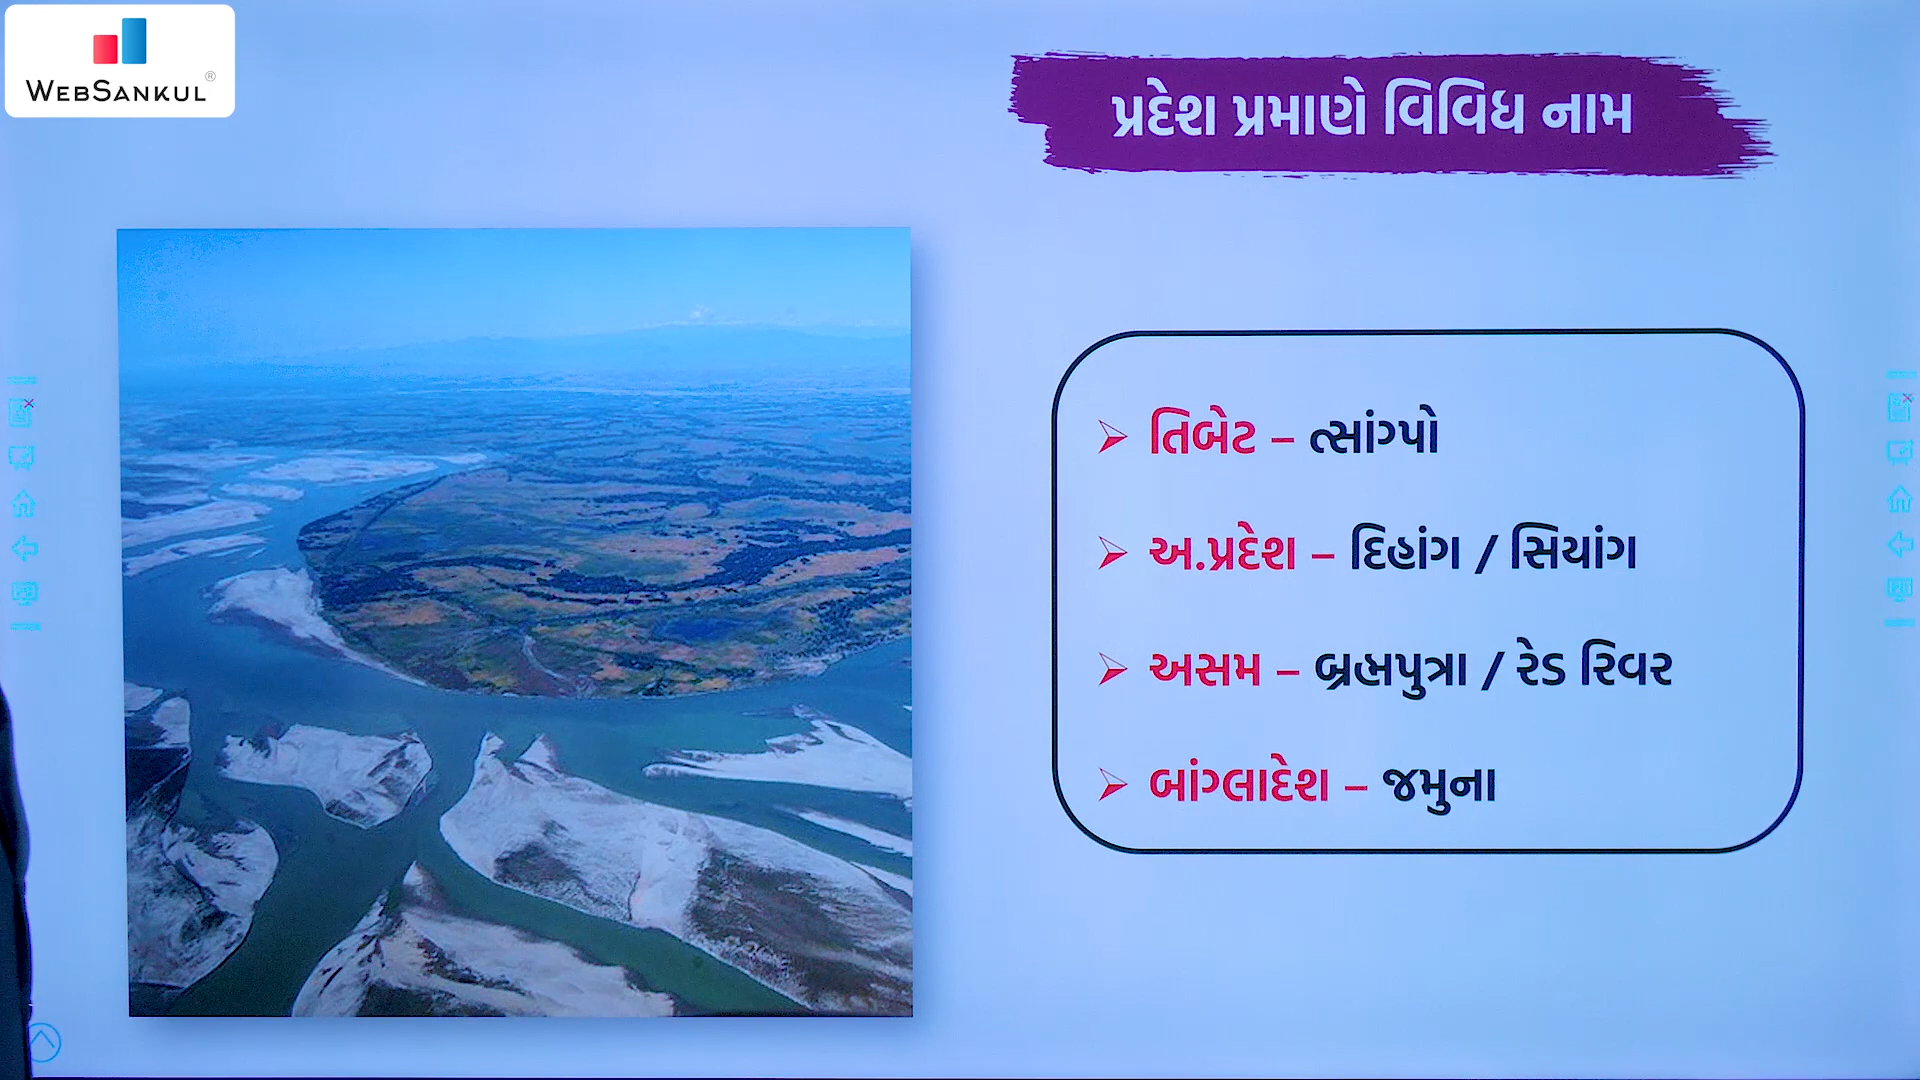 WEBSANKUL®
પ્રદેશ પ્રમાણે વિવિધ નામ
➢ તિબેટ – ત્સાંગ્પો
➢ અ.પ્રદેશ – દિહાંગ / સિયાંગ
➢ અસમ – બ્રહ્મપુત્રા / રેડ રિવર
➢ બાંગ્લાદેશ – જમુના